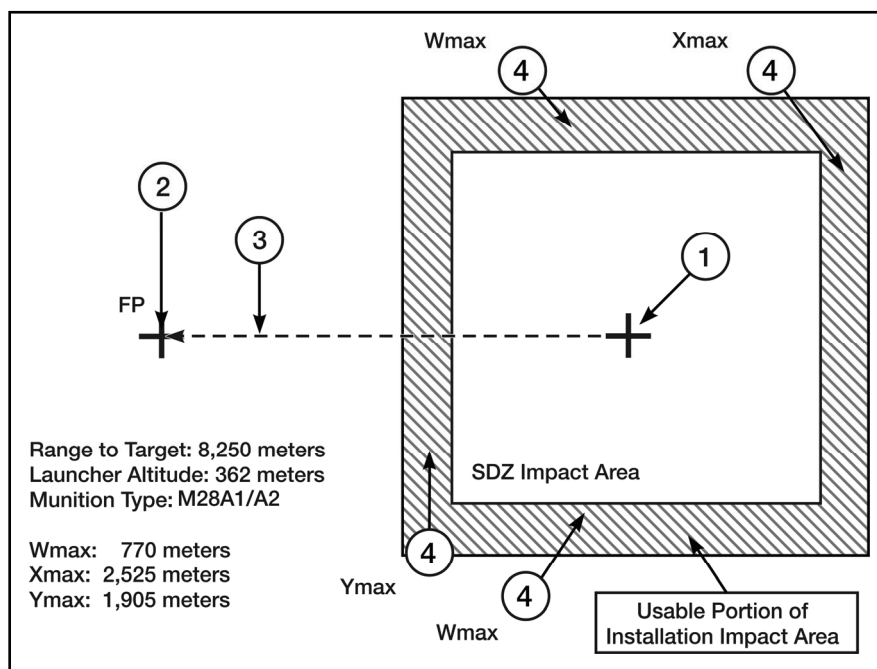 Wmax
Xmax
4
4
2
3
1
FP
Range to Target: 8,250 meters
Launcher Altitude: 362 meters
Munition Type: M28A1/A2
SDZ Impact Area
Wmax: 770 meters
Xmax: 2,525 meters
Ymax: 1,905 meters
4
Ymax
4
Wmax
Usable Portion of
Installation Impact Area